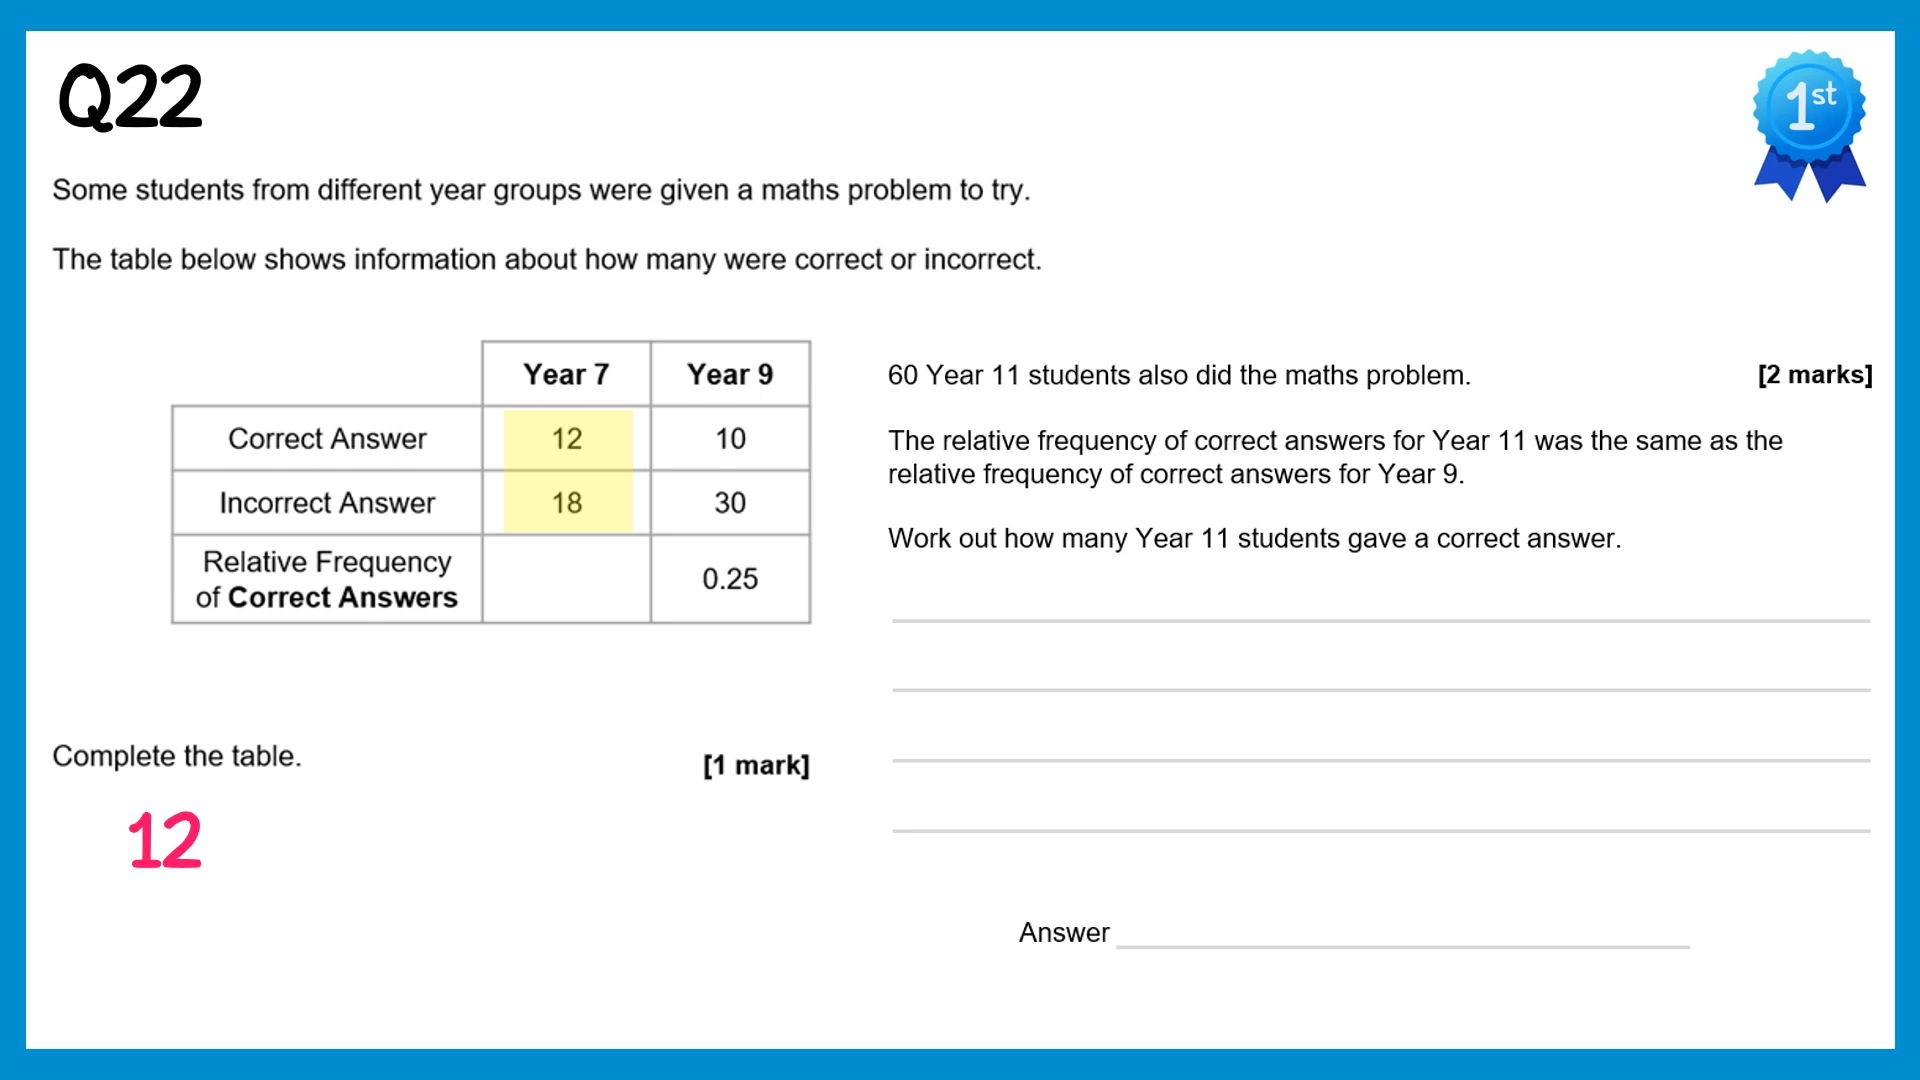 Q22
1st
Some students from different year groups were given a maths problem to try.
The table below shows information about how many were correct or incorrect.
Year 7 Year 9
Correct Answer 12 10
Incorrect Answer 18 30
Relative Frequency
of Correct Answers 0.25
Complete the table. [1 mark]
12
60 Year 11 students also did the maths problem. [2 marks]
The relative frequency of correct answers for Year 11 was the same as the
relative frequency of correct answers for Year 9.
Work out how many Year 11 students gave a correct answer.
Answer